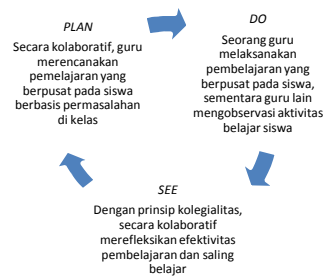 PLAN
Secara kolaboratif, guru
merencanakan
pemelajaran yang
berpusat pada siswa
berbasis permasalahan
di kelas
DO
Seorang guru
melaksanakan
pembelajaran yang
berpusat pada siswa,
sementara guru lain
mengobservasi aktivitas
belajar siswa
SEE
Dengan prinsip kolegialitas,
secara kolaboratif
merefleksikan efektivitas
pembelajaran dan saling
belajar